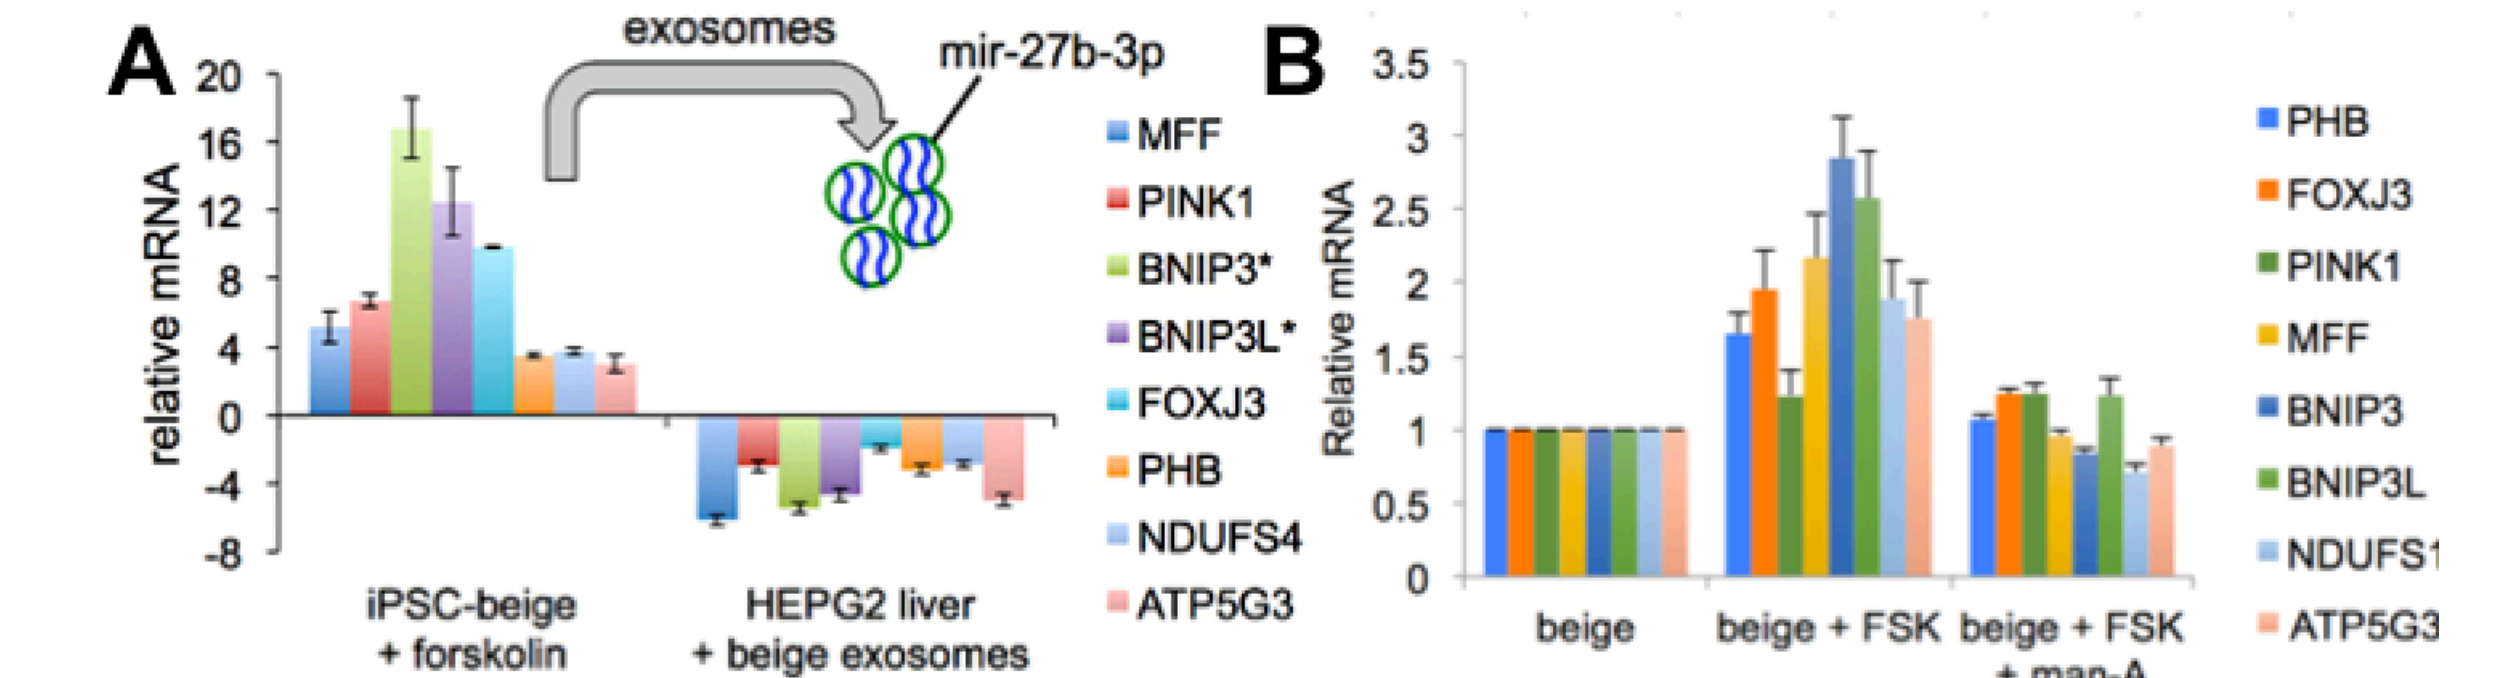 A
exosomes
mir-27b-3p
relative mRNA
20
16
12
8
4
0
-4
-8
iPSC-beige
+ forskolin
HEPG2 liver
+ beige exosomes
MFF
PINK1
BNIP3*
BNIP3L*
FOXJ3
PHB
NDUFS4
ATP5G3
B
Relative mRNA
3.5
3
2.5
2
1.5
1
0.5
0
beige
beige + FSK
beige + FSK
+ man-A
PHB
FOXJ3
PINK1
MFF
BNIP3
BNIP3L
NDUFS1
ATP5G3